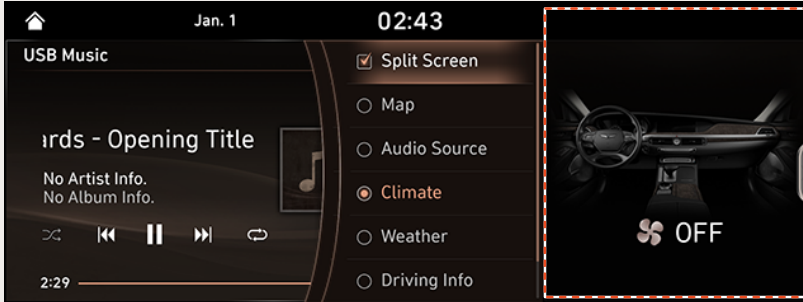 Jan. 1
02:43
USB Music
ards - Opening Title
No Artist Info.
No Album Info.
2:29
Split Screen
Map
Audio Source
Climate
Weather
Driving Info
OFF